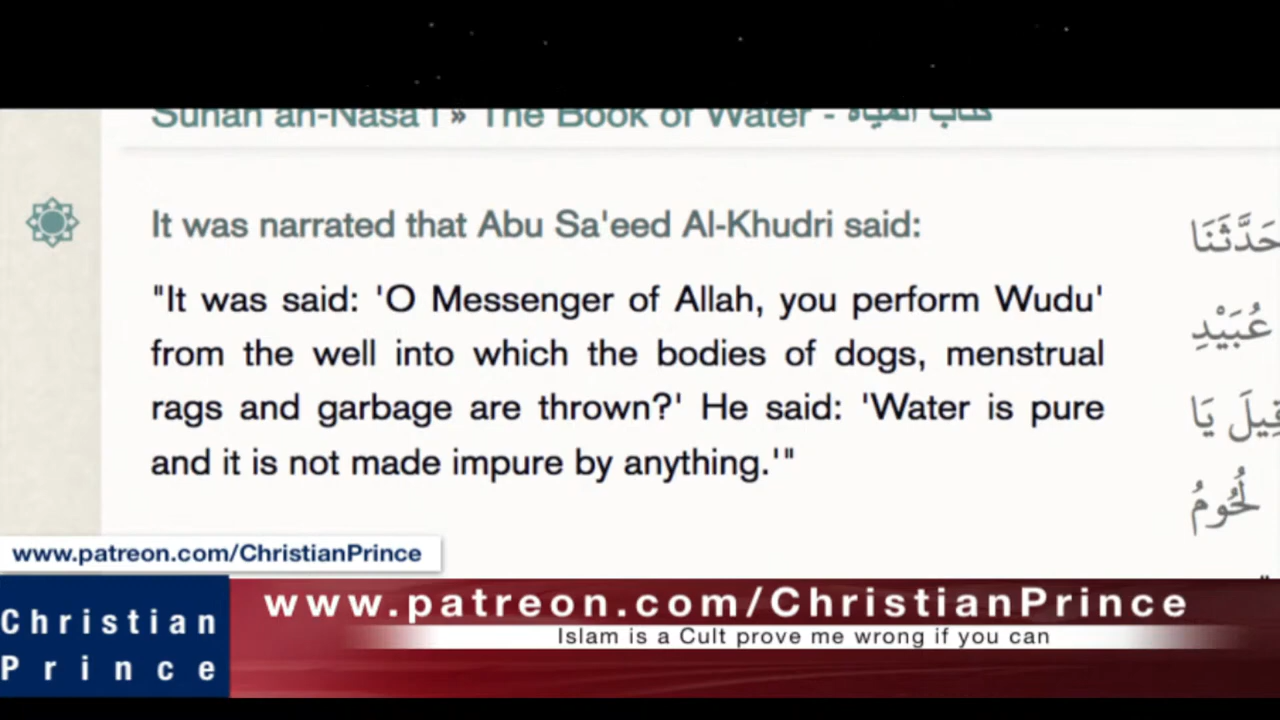 Sunan an-Nasa'i » The Book of Water - كتاب المياه
It was narrated that Abu Sa'eed Al-Khudri said:
"It was said: 'O Messenger of Allah, you perform Wudu'
from the well into which the bodies of dogs, menstrual
rags and garbage are thrown?' He said: 'Water is pure
and it is not made impure by anything.'"
حَدَّثَنَا
عُبَيْدِ
قِيلَ يَا
لُحُومُ
www.patreon.com/ChristianPrince
www.patreon.com/ChristianPrince
Islam is a Cult prove me wrong if you can
Christian
Prince